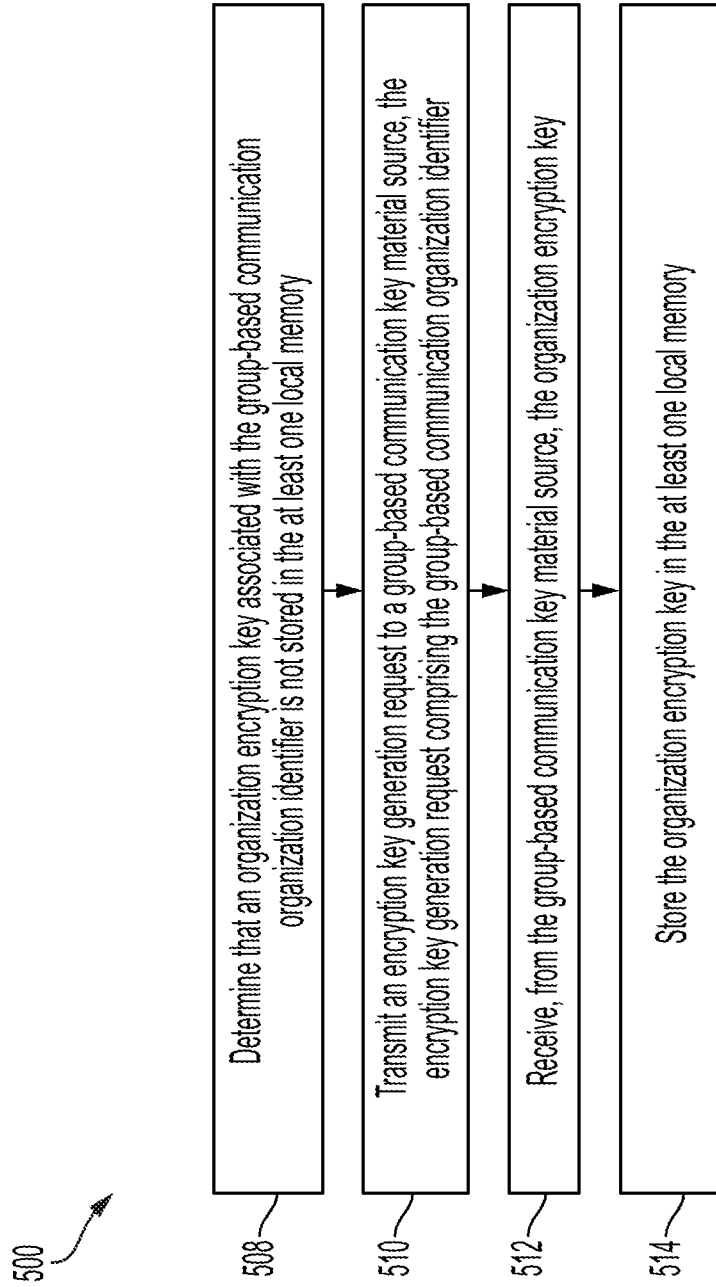 500
508
Determine that an organization encryption key associated with the group-based communication
organization identifier is not stored in the at least one local memory
510
Transmit an encryption key generation request to a group-based communication key material source, the
encryption key generation request comprising the group-based communication organization identifier
512
Receive, from the group-based communication key material source, the organization encryption key
514
Store the organization encryption key in the at least one local memory